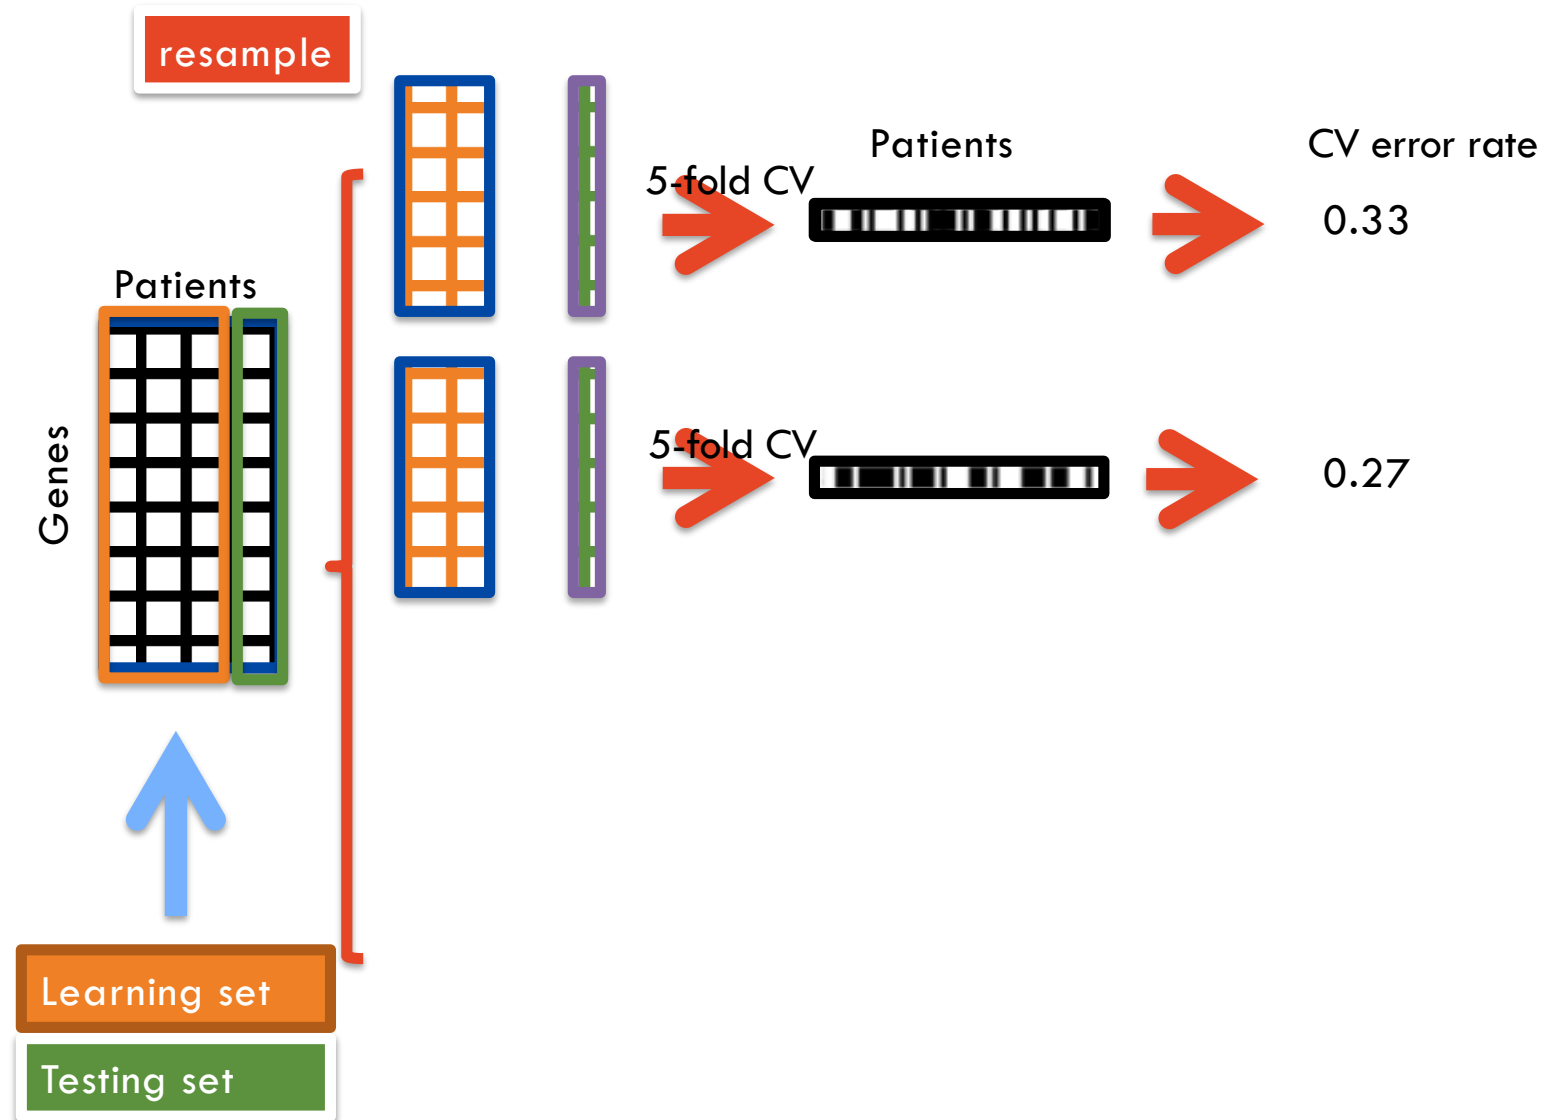 resample
Patients
CV error rate
5-fold CV
0.33
Patients
Genes
5-fold CV
0.27
Learning set
Testing set